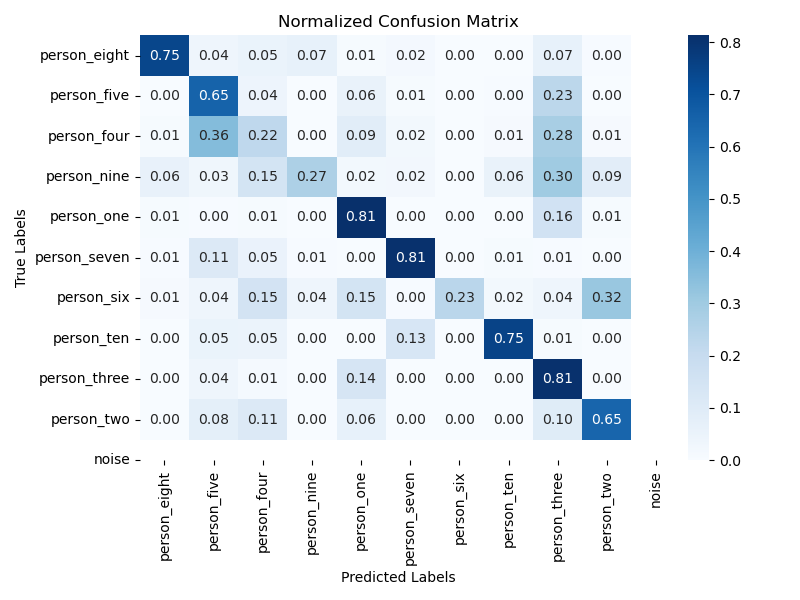 Normalized Confusion Matrix
True Labels
person_eight 0.75 0.04 0.05 0.07 0.01 0.02 0.00 0.00 0.07 0.00
person_five 0.00 0.65 0.04 0.00 0.06 0.01 0.00 0.00 0.23 0.00
person_four 0.01 0.36 0.22 0.00 0.09 0.02 0.00 0.01 0.28 0.01
person_nine 0.06 0.03 0.15 0.27 0.02 0.02 0.00 0.06 0.30 0.09
person_one 0.01 0.00 0.01 0.00 0.81 0.00 0.00 0.00 0.16 0.01
person_seven 0.01 0.11 0.05 0.01 0.00 0.81 0.00 0.01 0.01 0.00
person_six 0.01 0.04 0.15 0.04 0.15 0.00 0.23 0.02 0.04 0.32
person_ten 0.00 0.05 0.05 0.00 0.00 0.13 0.00 0.75 0.01 0.00
person_three 0.00 0.04 0.01 0.00 0.14 0.00 0.00 0.00 0.81 0.00
person_two 0.00 0.08 0.11 0.00 0.06 0.00 0.00 0.00 0.10 0.65
noise
person_eight person_five person_four person_nine person_one person_seven person_six person_ten person_three person_two noise
Predicted Labels
0.8
0.7
0.6
0.5
0.4
0.3
0.2
0.1
0.0